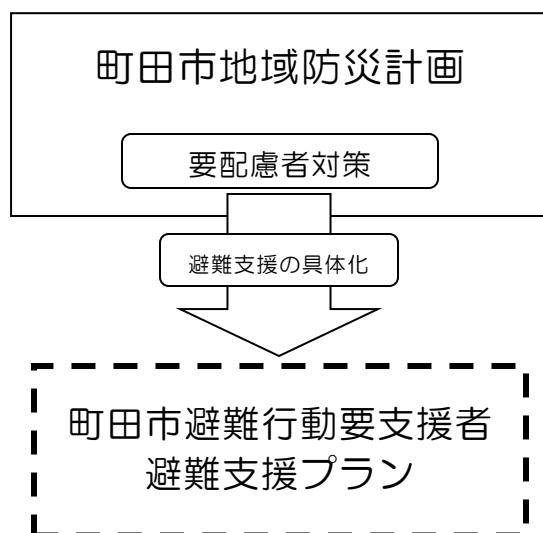 町田市地域防災計画
要配慮者対策
避難支援の具体化
町田市避難行動要支援者
避難支援プラン